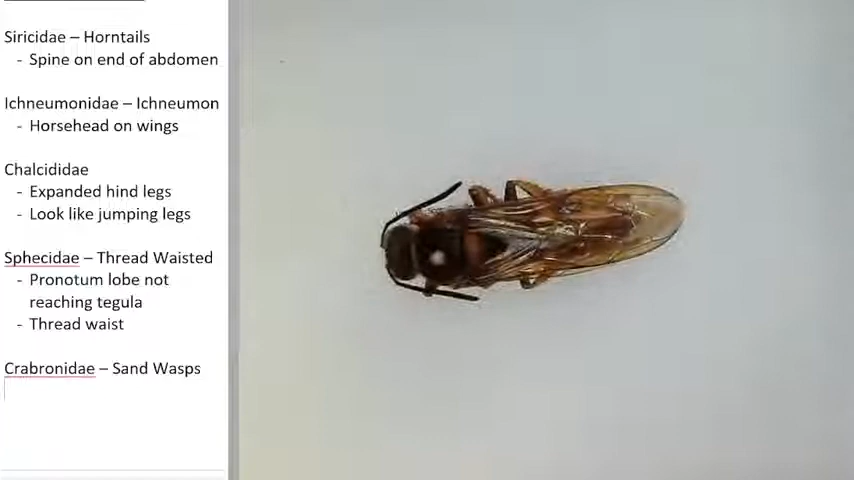 Siricidae – Horntails
- Spine on end of abdomen
Ichneumonidae – Ichneumon
- Horsehead on wings
Chalcididae
- Expanded hind legs
- Look like jumping legs
Sphecidae – Thread Waisted
- Pronotum lobe not
reaching tegula
- Thread waist
Crabronidae – Sand Wasps